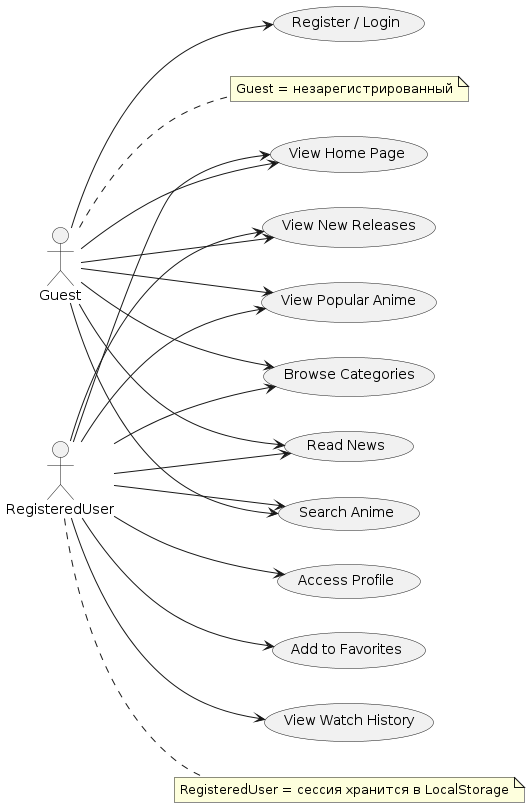 Register / Login
Guest = незарегистрированный
View Home Page
View New Releases
Guest
View Popular Anime
Browse Categories
Read News
RegisteredUser
Search Anime
Access Profile
Add to Favorites
View Watch History
RegisteredUser = сессия хранится в LocalStorage